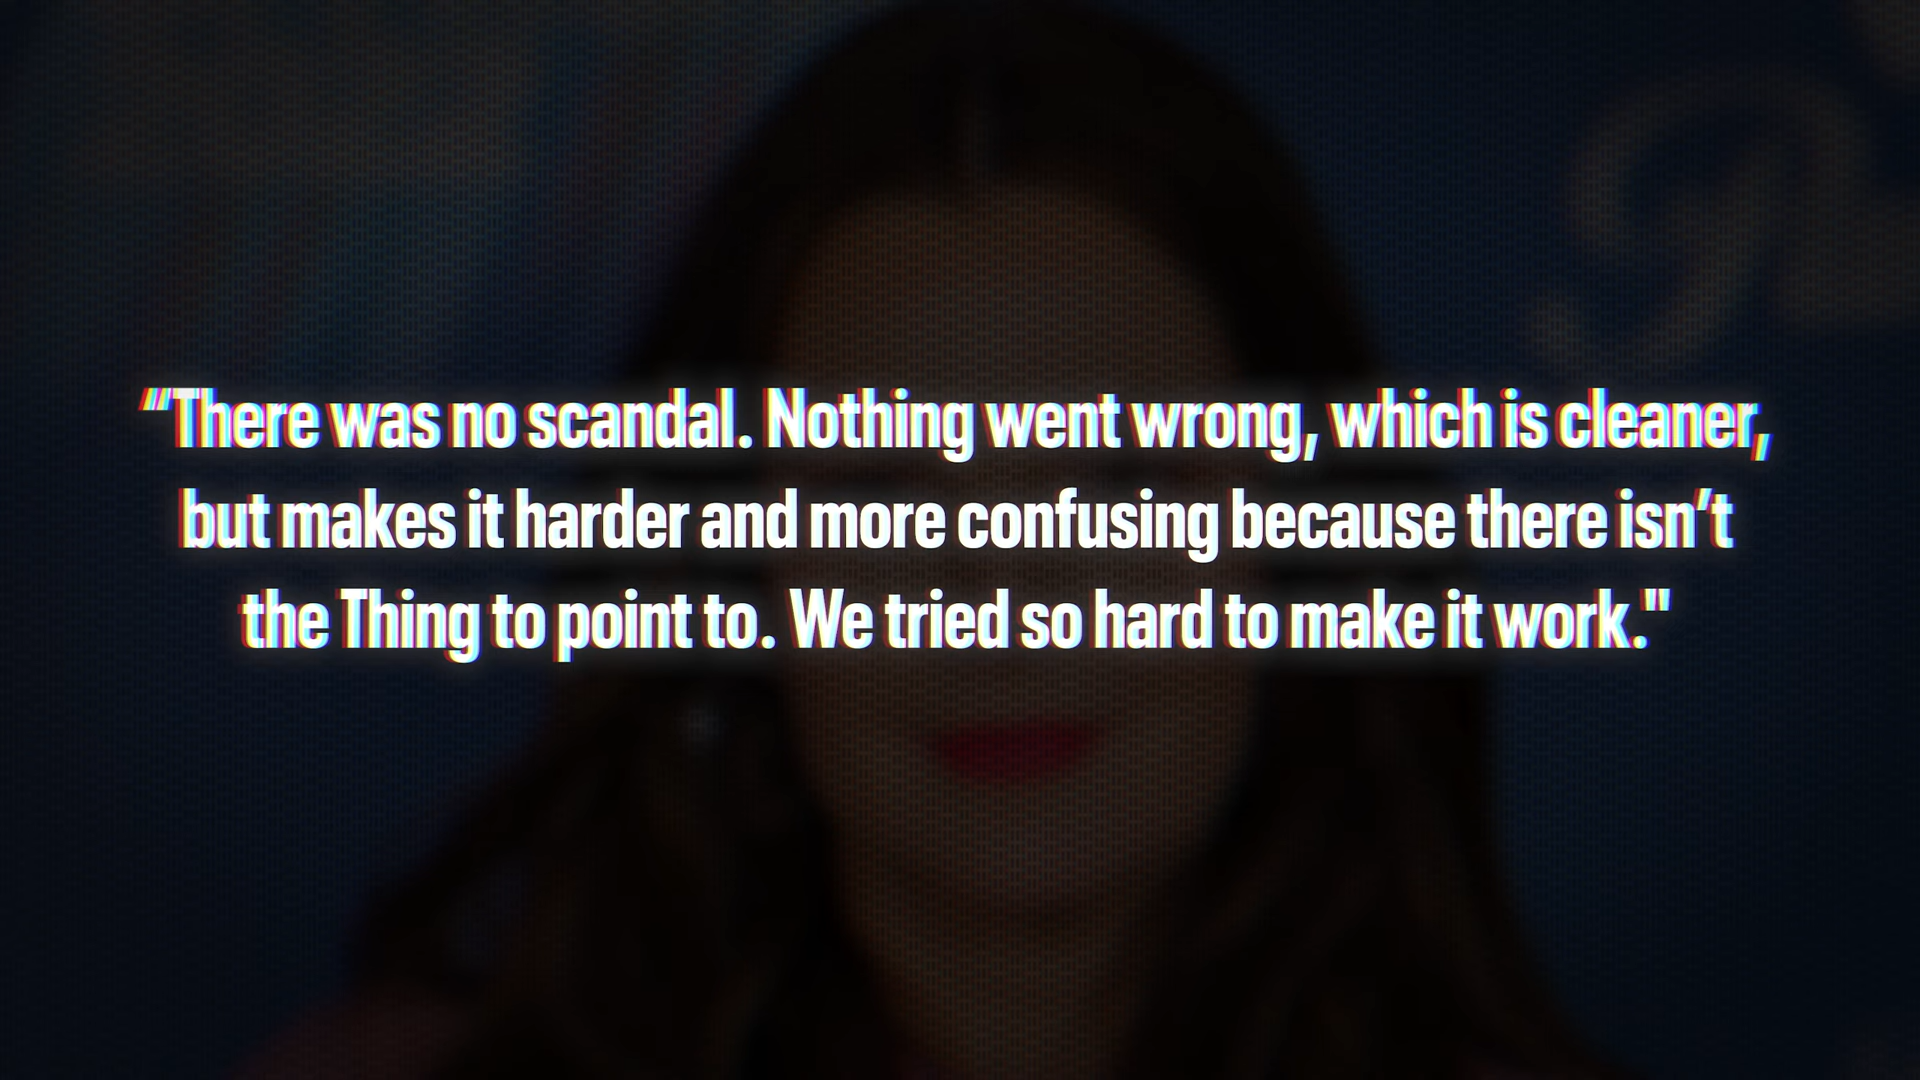 “There was no scandal. Nothing went wrong, which is cleaner,
but makes it harder and more confusing because there isn’t
the Thing to point to. We tried so hard to make it work."